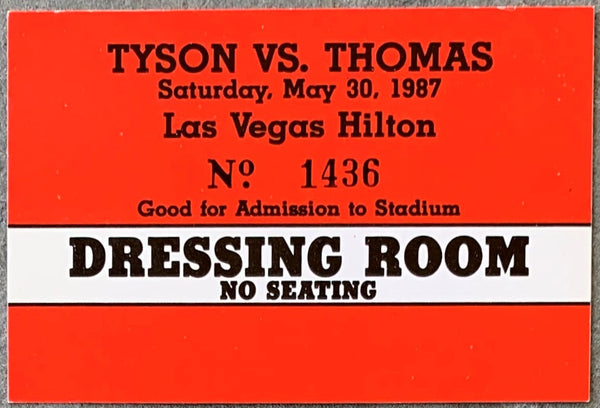 TYSON VS. THOMAS
Saturday, May 30, 1987
Las Vegas Hilton
Nº 1436
Good for Admission to Stadium
DRESSING ROOM
NO SEATING